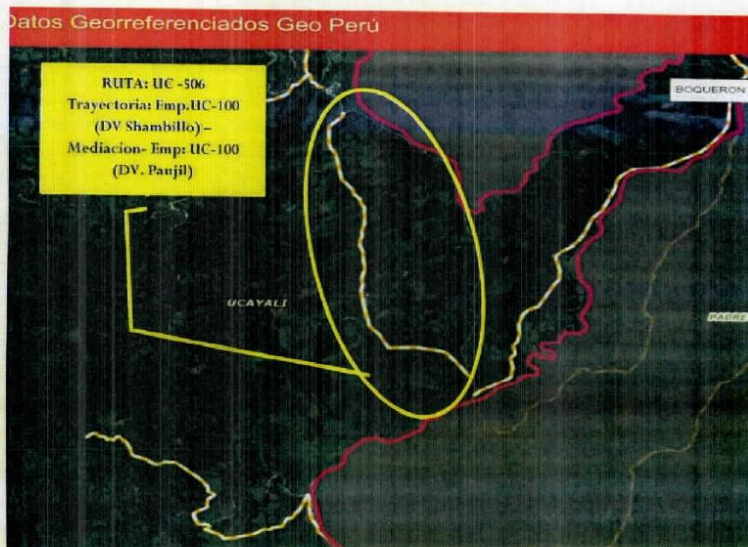 Datos Georreferenciados Geo Perú
RUTA: UC -506
Trayectoria: Emp.UC-100
(DV Shambillo) –
Mediacion- Emp: UC-100
(DV. Paujil)
BOQUERON
UCAYALI
PADRE